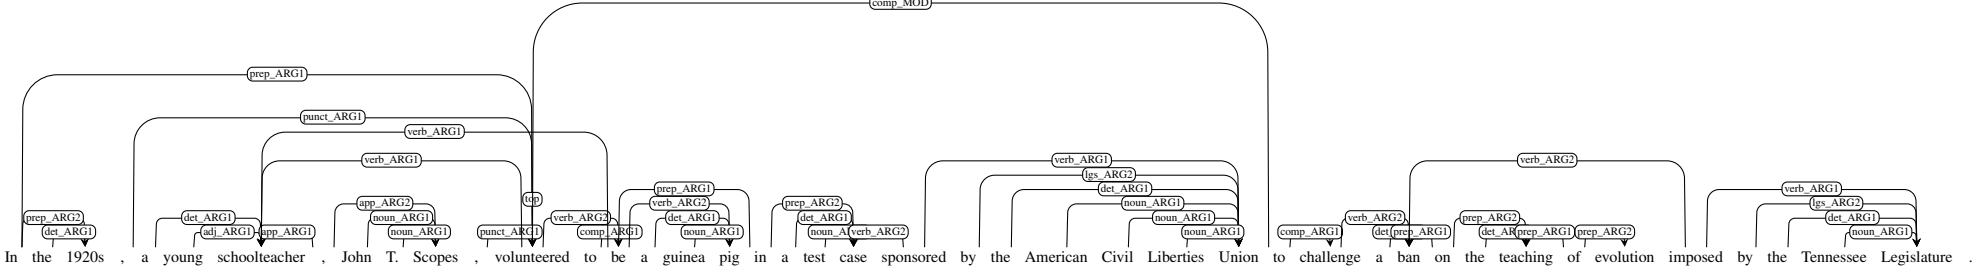 comp_MOD
prep_ARG1
punct_ARG1
verb_ARG1
verb_ARG1 verb_ARG1 verb_ARG2
lgs_ARG2
prep_ARG1 det_ARG1 verb_ARG1
top app_ARG2 verb_ARG2 prep_ARG2 noun_ARG1 lgs_ARG2
prep_ARG2 det_ARG1 noun_ARG1 verb_ARG2 det_ARG1 det_ARG1 noun_ARG1 verb_ARG2 prep_ARG2 det_ARG1
det_ARG1 adj_ARG1 app_ARG1 noun_ARG1 punct_ARG1 comp_ARG1 noun_ARG1 verb_ARG2 noun_ARG1 comp_ARG1 prep_ARG1 prep_ARG1 prep_ARG2 noun_ARG1
In the 1920s , a young schoolteacher , John T. Scopes , volunteered to be a guinea pig in a test case sponsored by the American Civil Liberties Union to challenge a ban on the teaching of evolution imposed by the Tennessee Legislature .